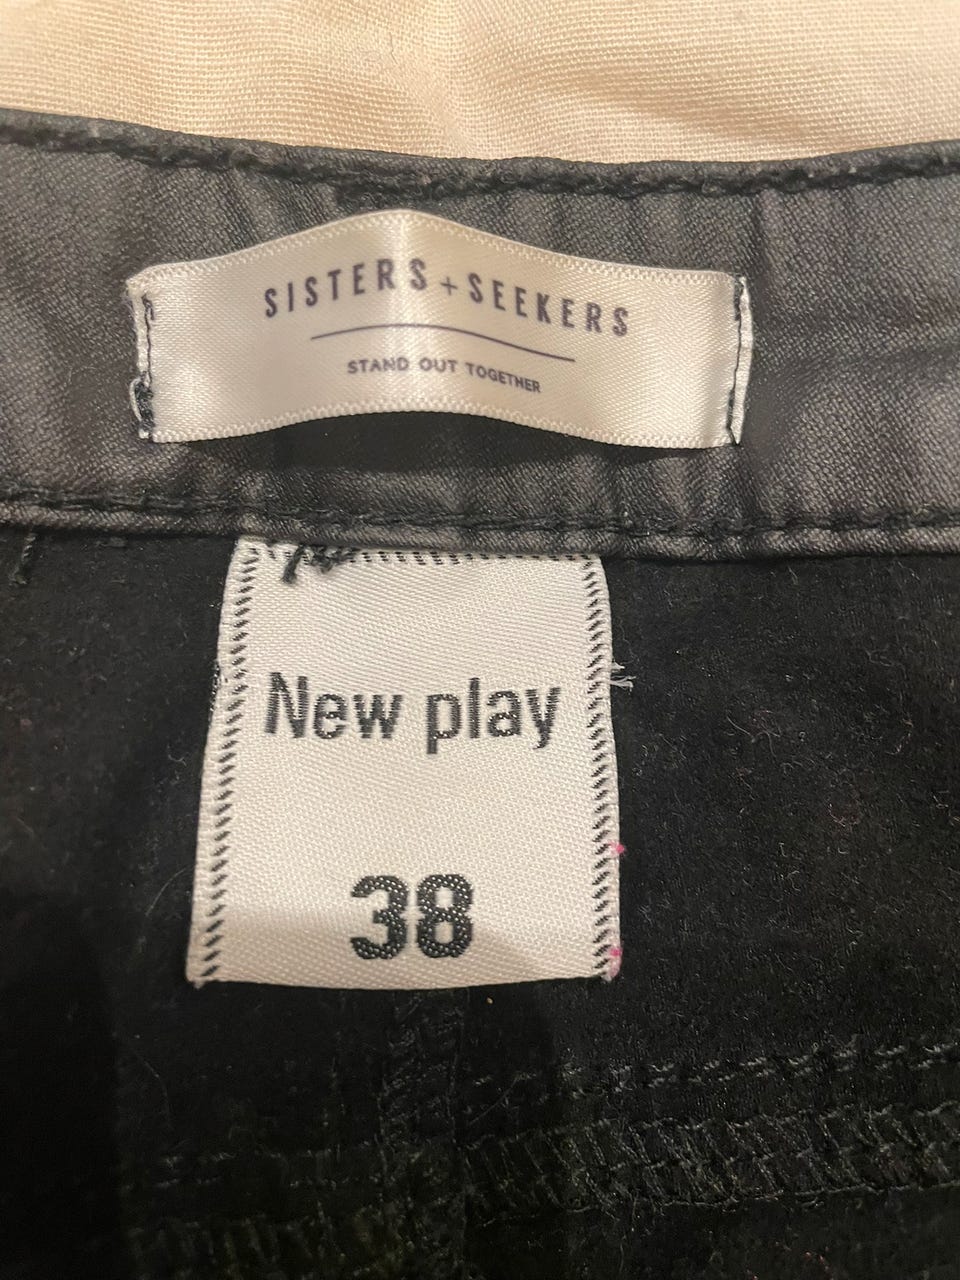 SISTERS+SEEKERS
STAND OUT TOGETHER
New play
38